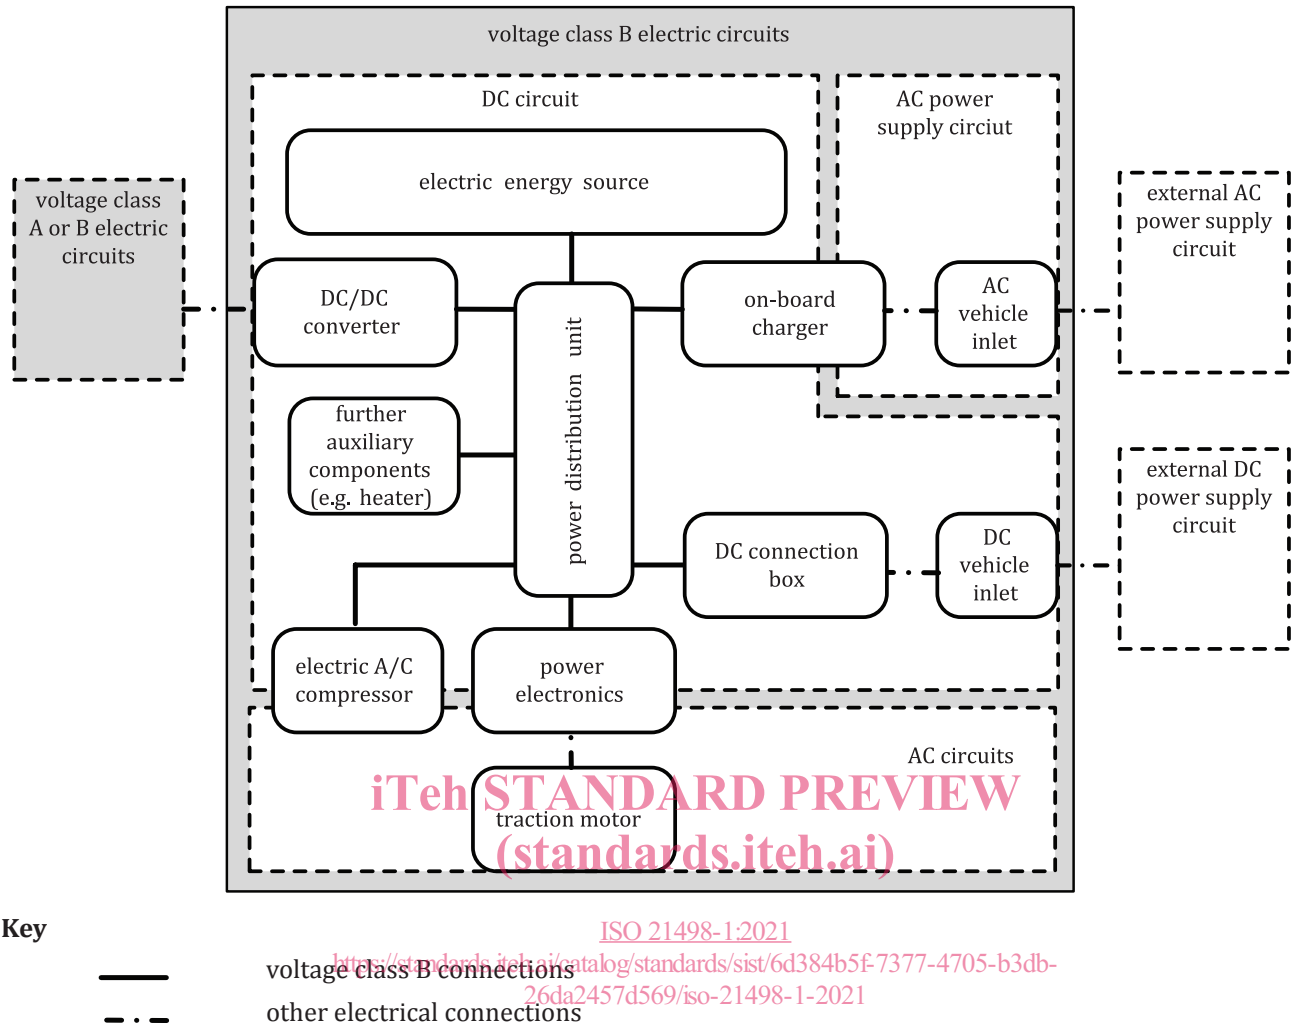 voltage class B electric circuits
DC circuit
AC power
supply circiut
electric energy source
voltage class
A or B electric
circuits
external AC
power supply
circuit
DC/DC
converter
power distribution unit
on-board
charger
AC
vehicle
inlet
further
auxiliary
components
(e.g. heater)
external DC
power supply
circuit
DC connection
box
DC
vehicle
inlet
electric A/C
compressor
power
electronics
AC circuits
iTeh STANDARD PREVIEW
traction motor
(standards.iteh.ai)
Key
ISO 21498-1:2021
https://standards.iteh.ai/catalog/standards/sist/6d384b5f-7377-4705-b3db-
voltage class B connections
26da2457d569/iso-21498-1-2021
other electrical connections